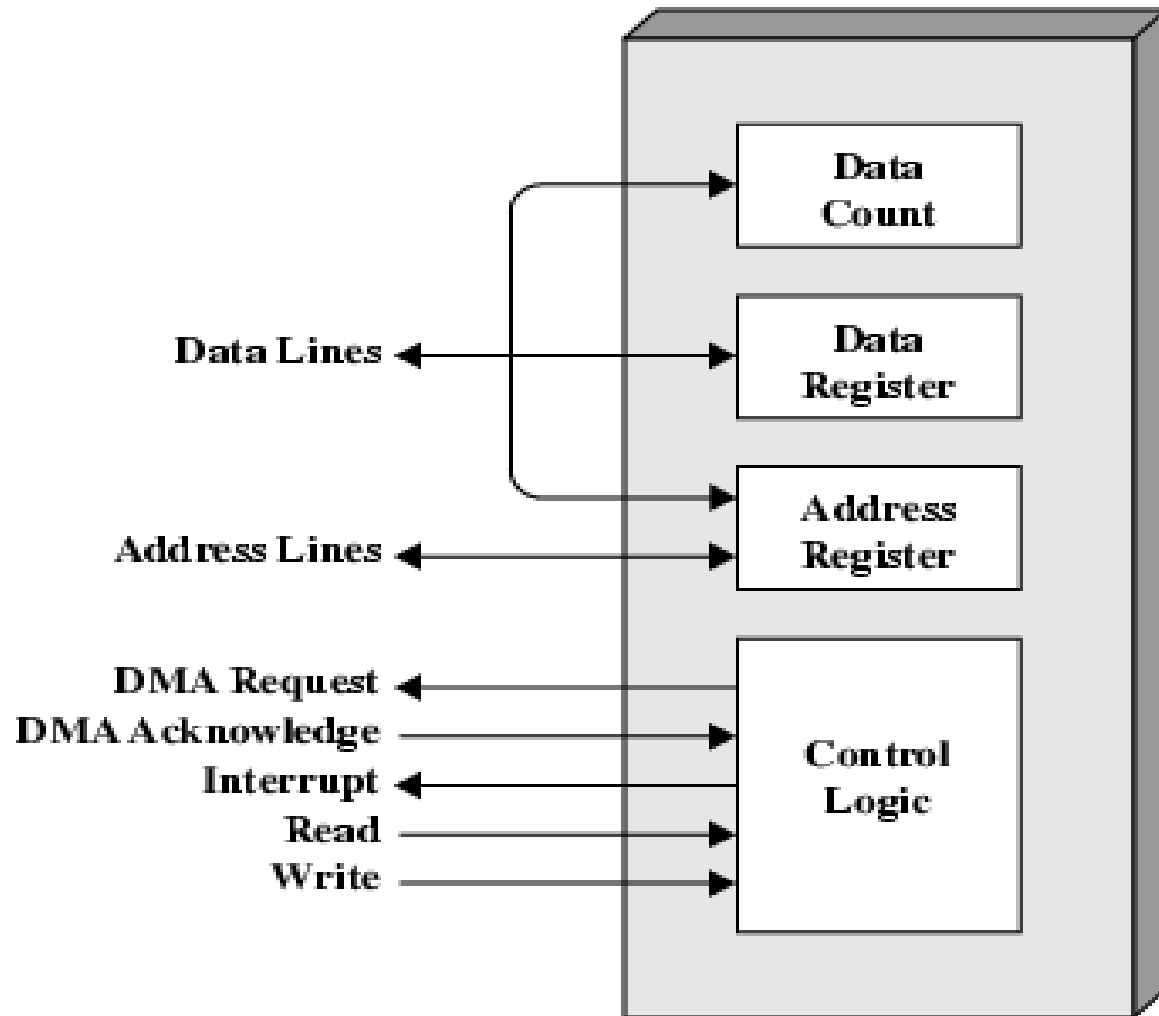 Data
Count
Data Lines
Data
Register
Address
Register
Address Lines
DMA Request
DMA Acknowledge
Interrupt
Read
Write
Control
Logic